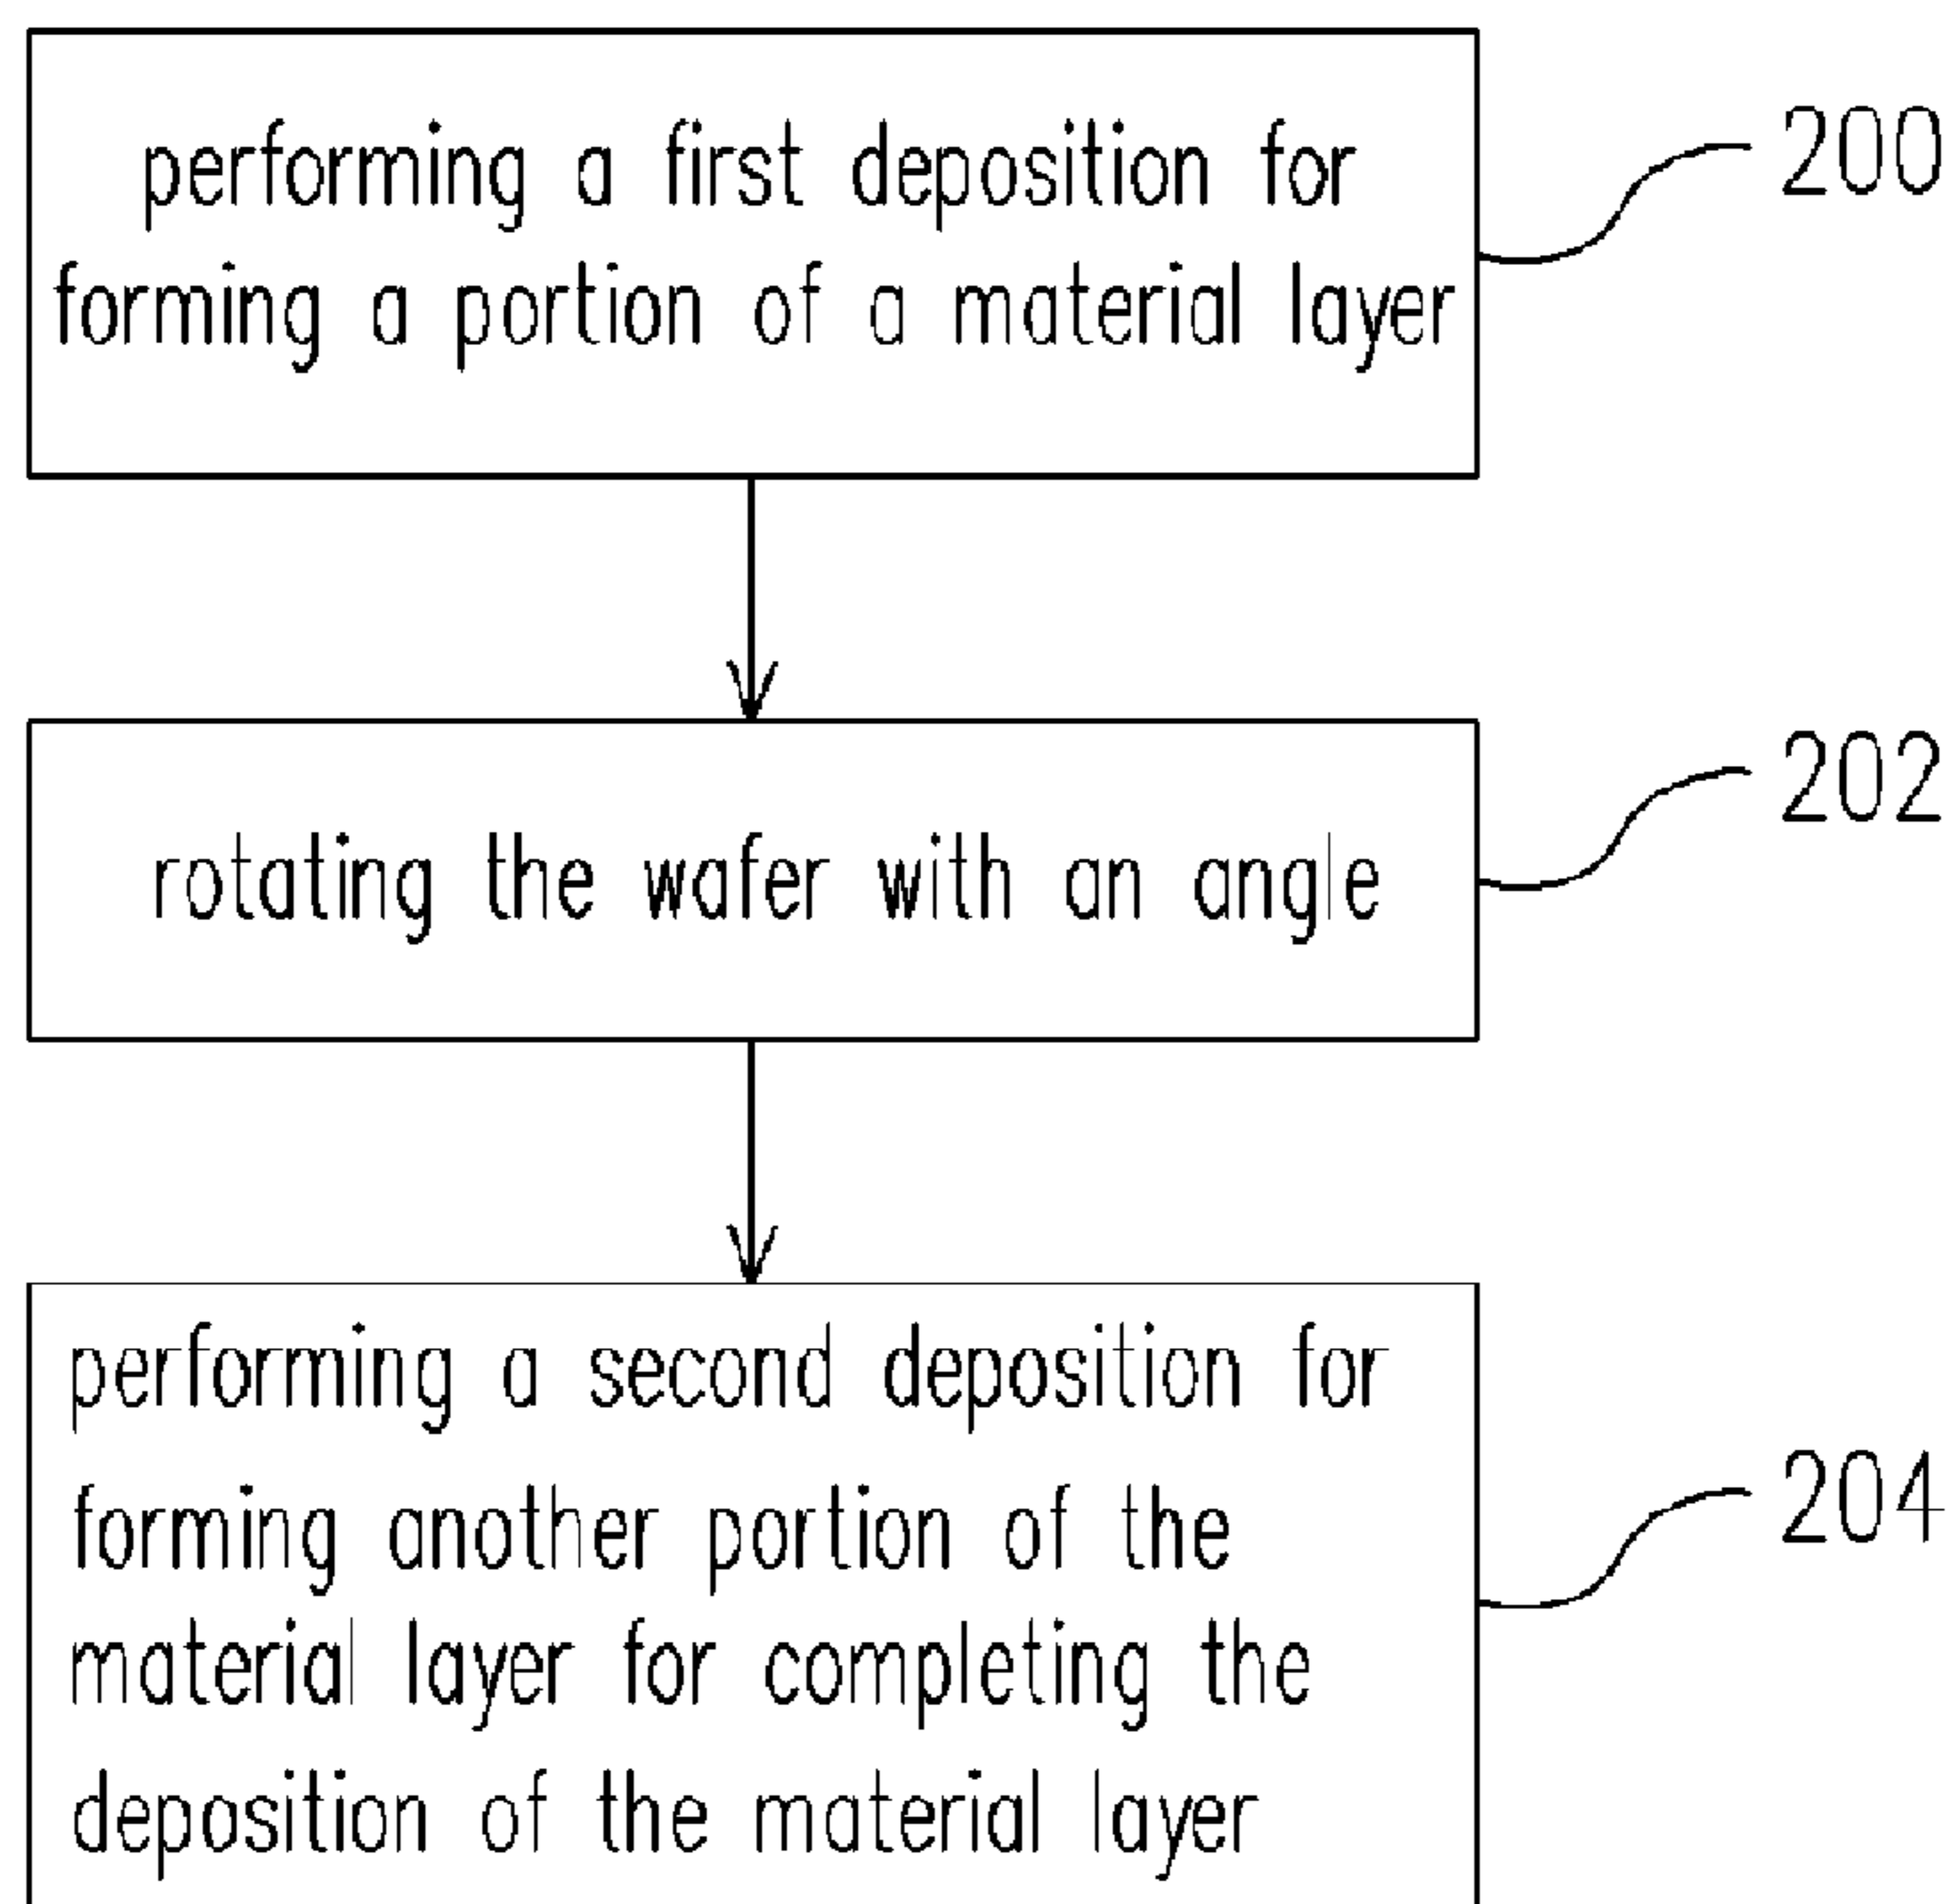 performing a first deposition for
forming a portion of a material layer
200
rotating the wafer with an angle
202
performing a second deposition for
forming another portion of the
material layer for completing the
deposition of the material layer
204